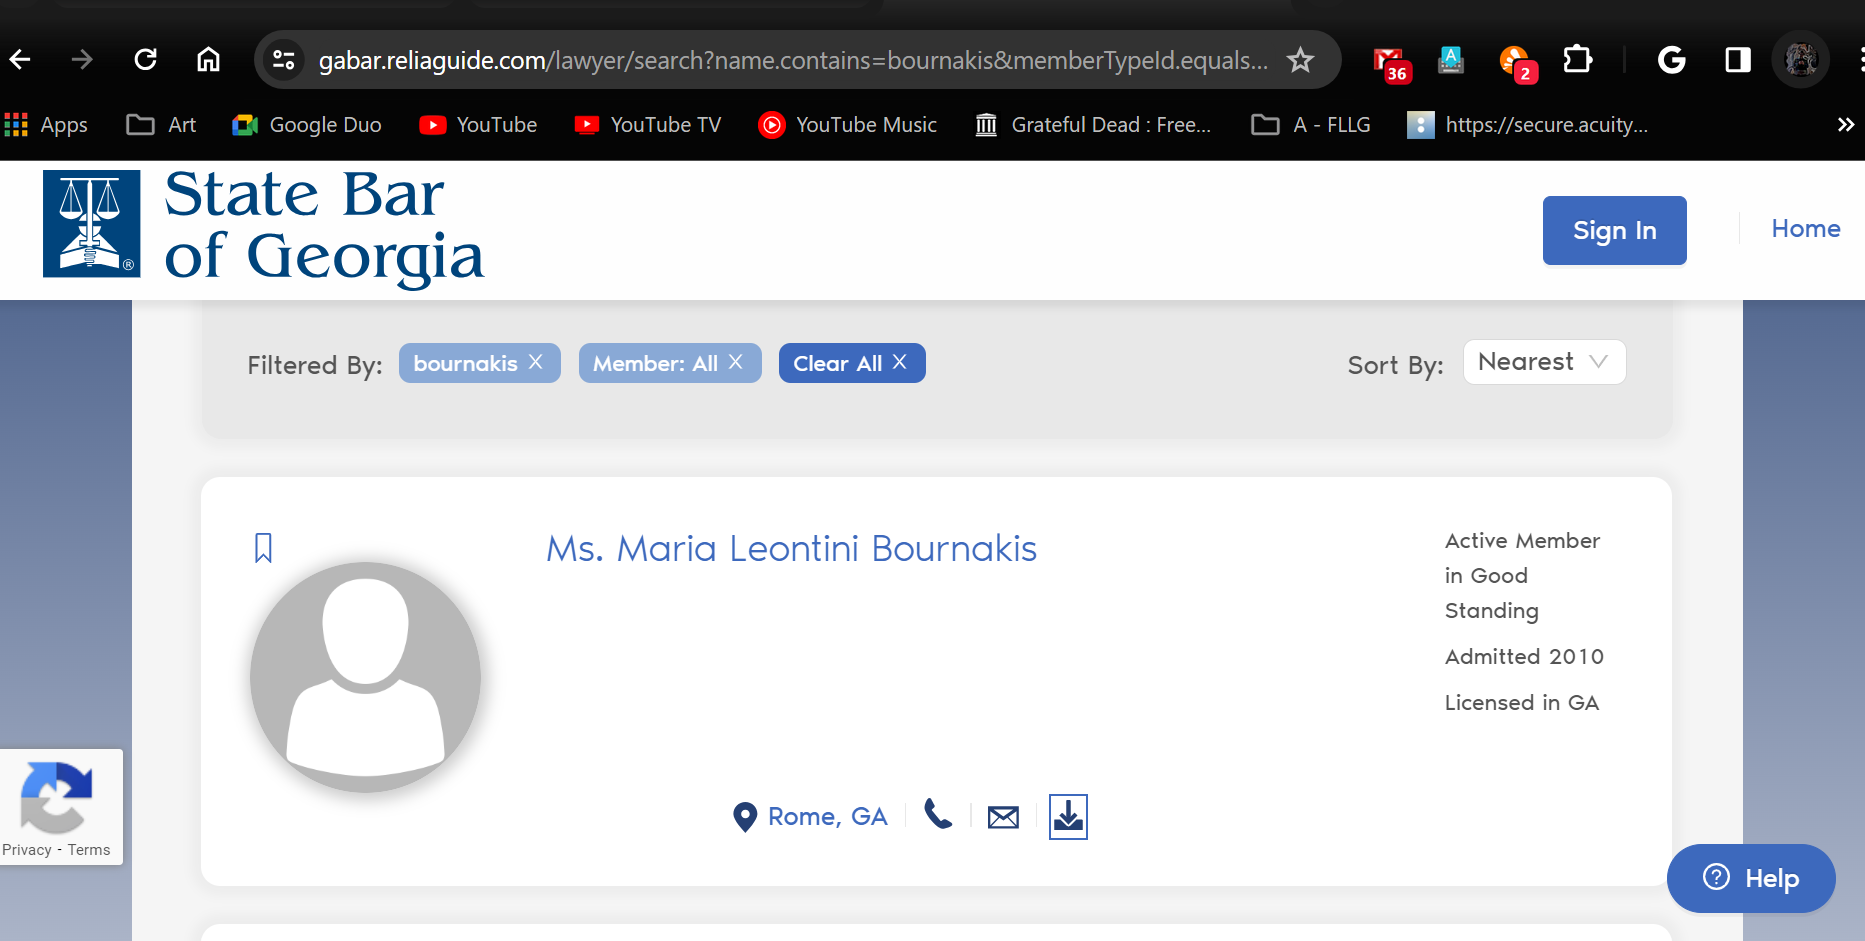 gabar.reliaguide.com/lawyer/search?name.contains=bournakis&memberTypeId.equals...
36
A
2
G
Apps
Art
Google Duo
YouTube
YouTube TV
YouTube Music
Grateful Dead : Free...
A - FLLG
https://secure.acuity...
State Bar
of Georgia
®
Sign In
Home
Filtered By:
bournakis X
Member: All X
Clear All X
Sort By:
Nearest
Ms. Maria Leontini Bournakis
Active Member
in Good
Standing
Admitted 2010
Licensed in GA
Rome, GA
Privacy - Terms
? Help